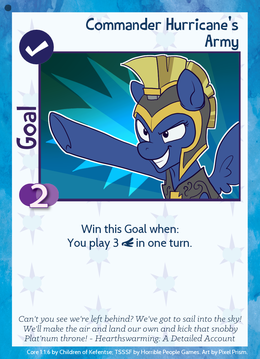 Commander Hurricane's
Army
Goal
2
Win this Goal when:
You play 3 in one turn.
Can't you see we're left behind? We've got to sail into the sky!
We'll make the air and land our own and kick that snobby
Plat'num throne! - Hearthswarming: A Detailed Account
Card 116 by Children of Kefentse. TSSSF by Horrible People Games. Art by Pixel Prism.